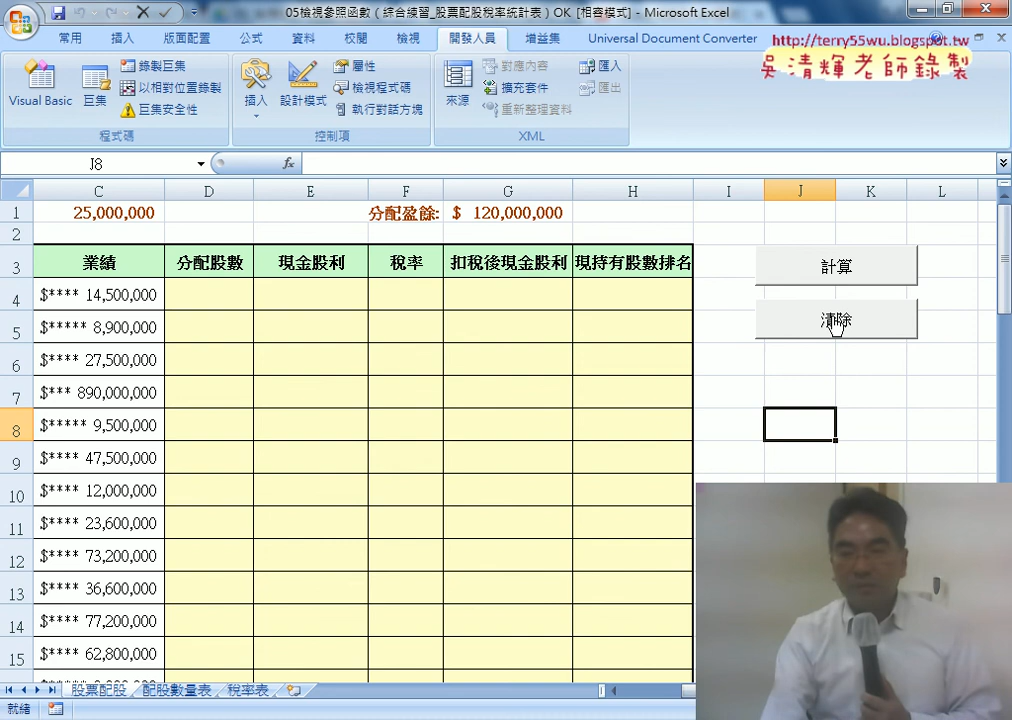 05檢視參照函數（綜合練習_股票配股稅率統計表）OK [相容模式] - Microsoft Excel
常用 插入 版面配置 公式 資料 校閱 檢視 開發人員 增益集 Universal Document Converter
http://terry55wu.blogspot.tw
吳清輝老師錄製
Visual Basic 巨集 錄製巨集 以相對位置錄製 巨集安全性 程式碼
插入 設計模式 屬性 檢視程式碼 執行對話方塊 控制項
來源 對應內容 擴充套件 重新整理資料 匯入 匯出 XML
J8 fx
C D E F G H I J K L
1 25,000,000 分配盈餘: $ 120,000,000
2
3 業績 分配股數 現金股利 稅率 扣稅後現金股利 現持有股數排名
計算
4 $**** 14,500,000
清除
5 $***** 8,900,000
6 $**** 27,500,000
7 $*** 890,000,000
8 $***** 9,500,000
9 $**** 47,500,000
10 $**** 12,000,000
11 $**** 23,600,000
12 $**** 73,200,000
13 $**** 36,600,000
14 $**** 77,200,000
15 $**** 62,800,000
股票配股 配股數量表 稅率表
就緒